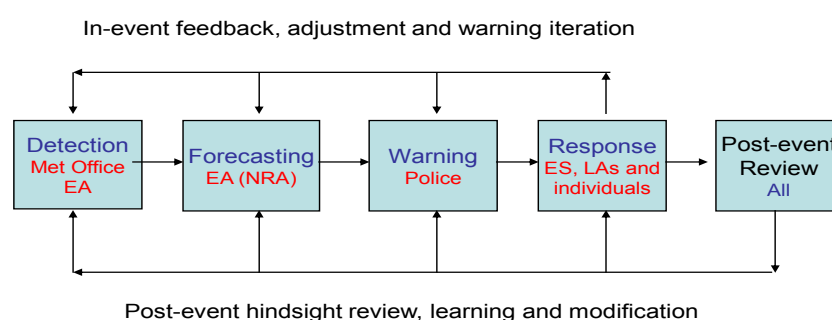 In-event feedback, adjustment and warning iteration
Detection
Met Office
EA
Forecasting
EA (NRA)
Warning
Police
Response
ES, LAs and
individuals
Post-event
Review
All
Post-event hindsight review, learning and modification